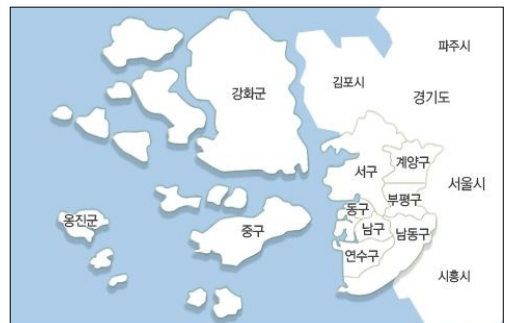 파주시
김포시
강화군
경기도
계양구
서구
서울시
부평구
동구
옹진군
남구
중구
남동구
연수구
시흥시